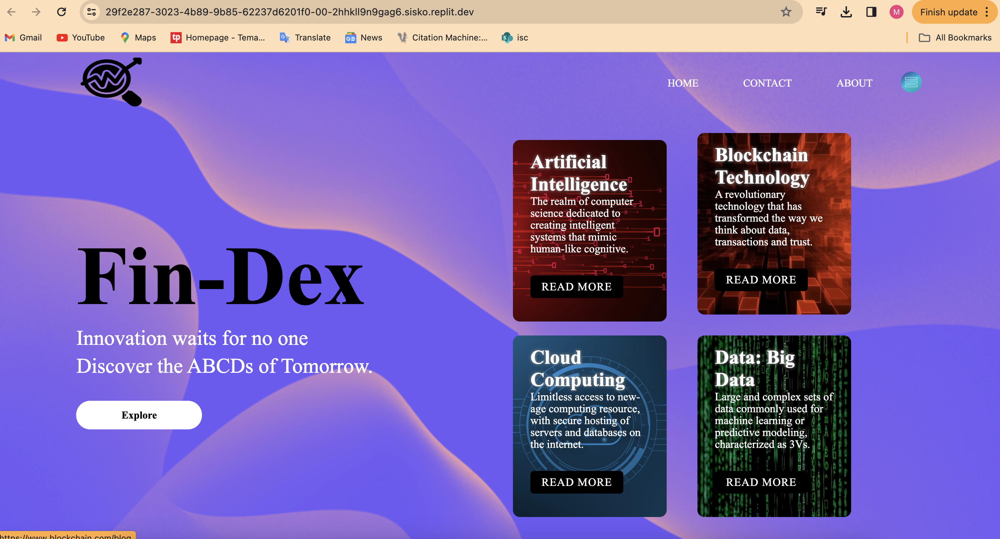 29f2e287-3023-4b89-9b85-62237d6201f0-00-2hhkll9n9gag6.sisko.replit.dev
M
Finish update
Gmail
YouTube
Maps
tp
Homepage - Tema...
Translate
News
Citation Machine:...
isc
All Bookmarks
HOME
CONTACT
ABOUT
Fin-Dex
Innovation waits for no one
Discover the ABCDs of Tomorrow.
Explore
Artificial
Intelligence
The realm of computer
science dedicated to
creating intelligent
systems that mimic
human-like cognitive.
READ MORE
Blockchain
Technology
A revolutionary
technology that has
transformed the way we
think about data,
transactions and trust.
READ MORE
Cloud
Computing
Limitless access to new-
age computing resource,
with secure hosting of
servers and databases on
the internet.
READ MORE
Data: Big
Data
Large and complex sets of
data commonly used for
machine learning or
predictive modeling,
characterized as 3Vs.
READ MORE
https://www.blockchain.com/blog